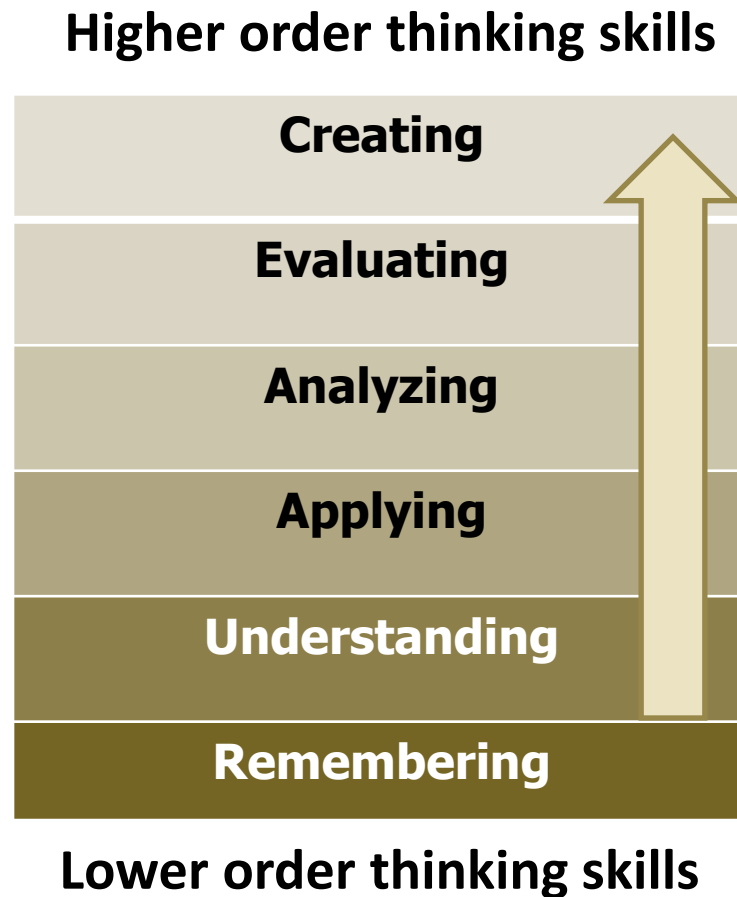 Higher order thinking skills
Creating
Evaluating
Analyzing
Applying
Understanding
Remembering
Lower order thinking skills